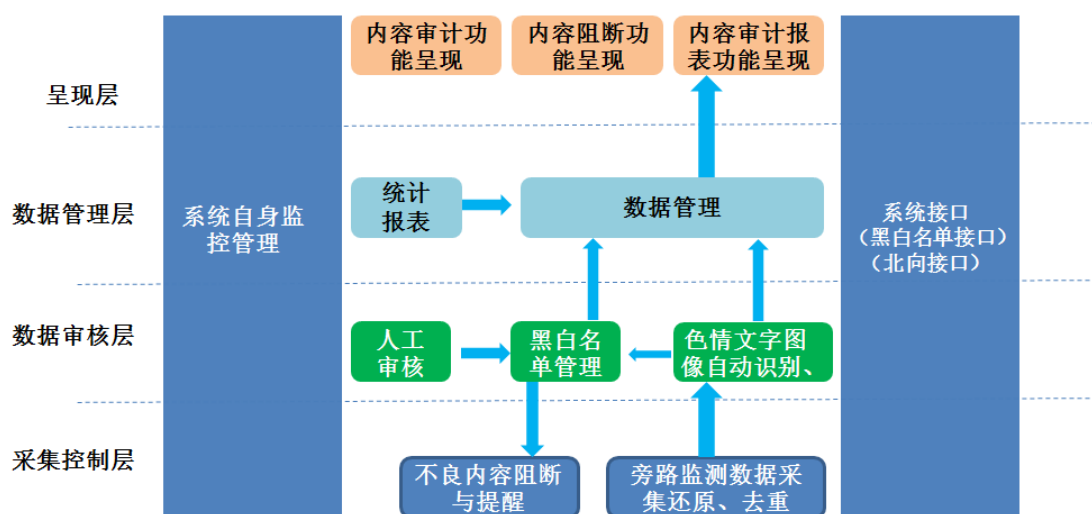 内容审计功
能呈现
内容阻断功
能呈现
内容审计报
表功能呈现
呈现层
数据管理层
系统自身监
控管理
统计
报表
数据管理
系统接口
（黑白名单接口）
（北向接口）
数据审核层
人工
审核
黑白名
单管理
色情文字图
像自动识别、
采集控制层
不良内容阻断
与提醒
旁路监测数据采
集还原、去重